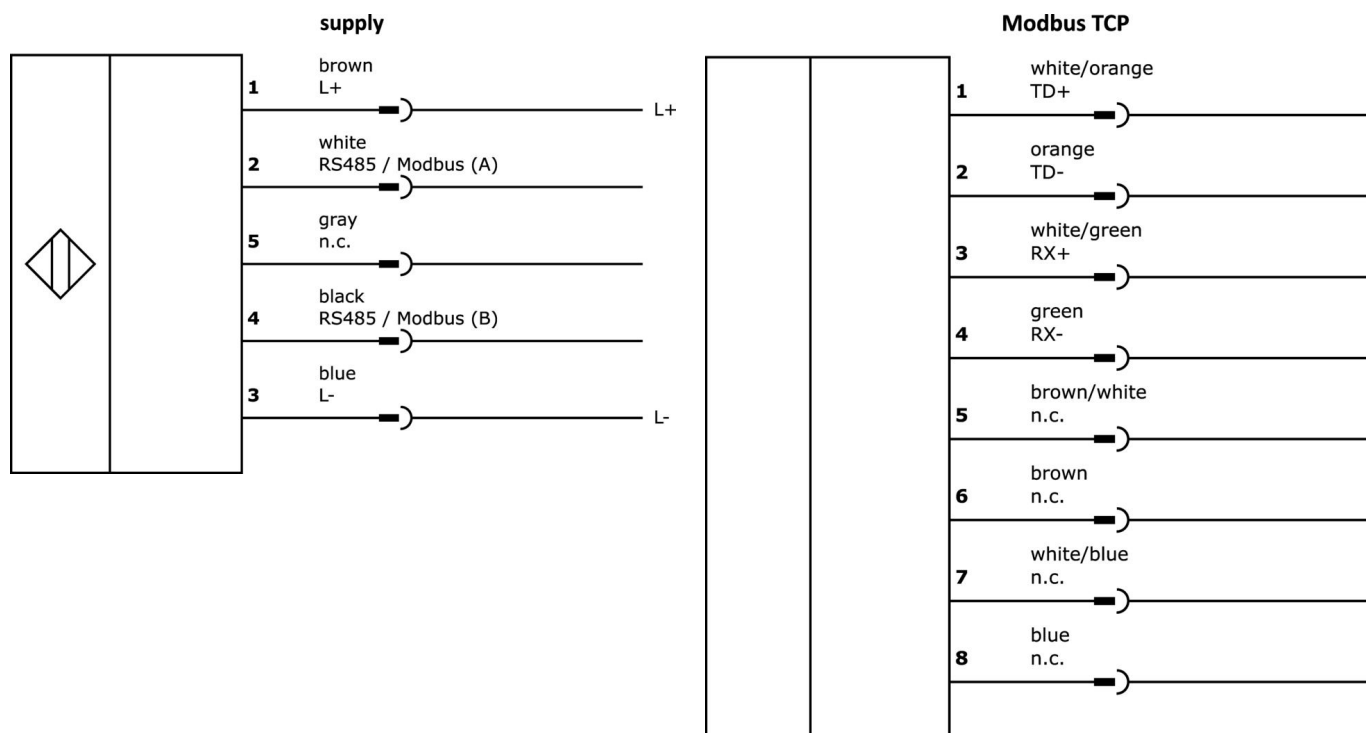 supply
1
brown
L+
L+
2
white
RS485 / Modbus (A)
5
gray
n.c.
4
black
RS485 / Modbus (B)
3
blue
L-
L-
Modbus TCP
1
white/orange
TD+
2
orange
TD-
3
white/green
RX+
4
green
RX-
5
brown/white
n.c.
6
brown
n.c.
7
white/blue
n.c.
8
blue
n.c.